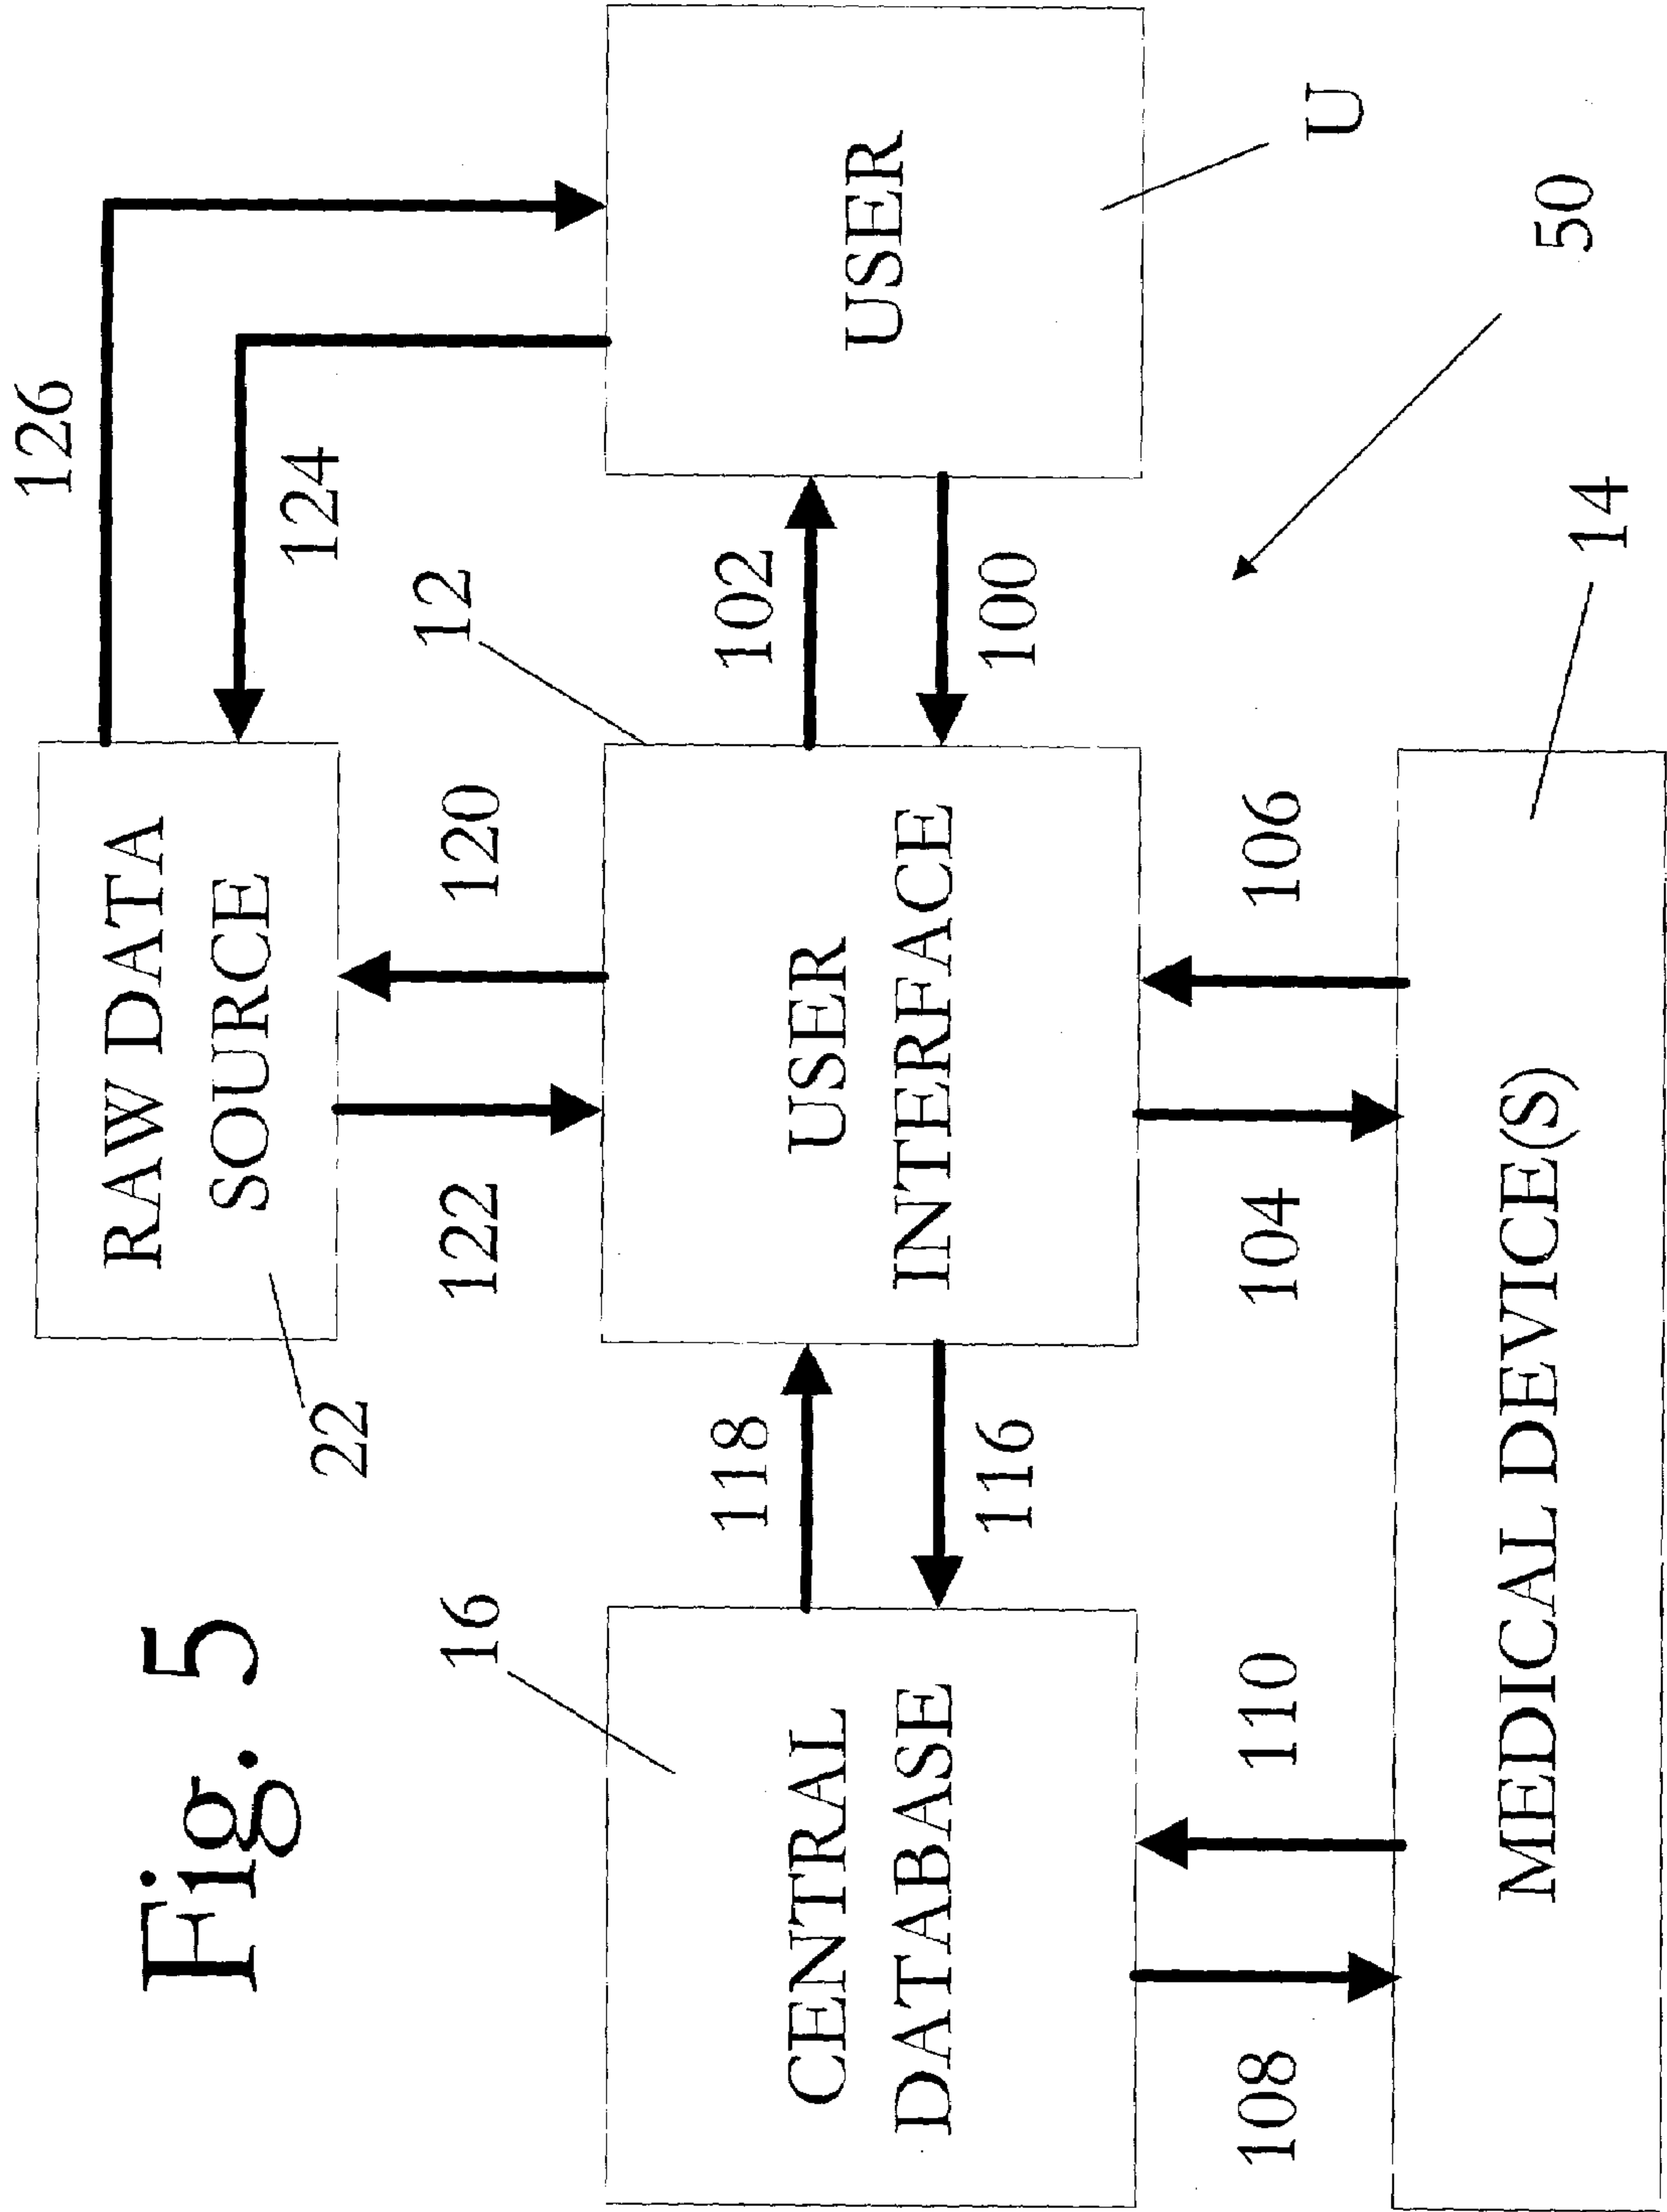 Fig. 5
126
RAW DATA
SOURCE
22
124
122
120
12
16
118
102
CENTRAL
DATABASE
USER
INTERFACE
USER
116
100
U
108
110
104
106
50
14
MEDICAL DEVICE(S)